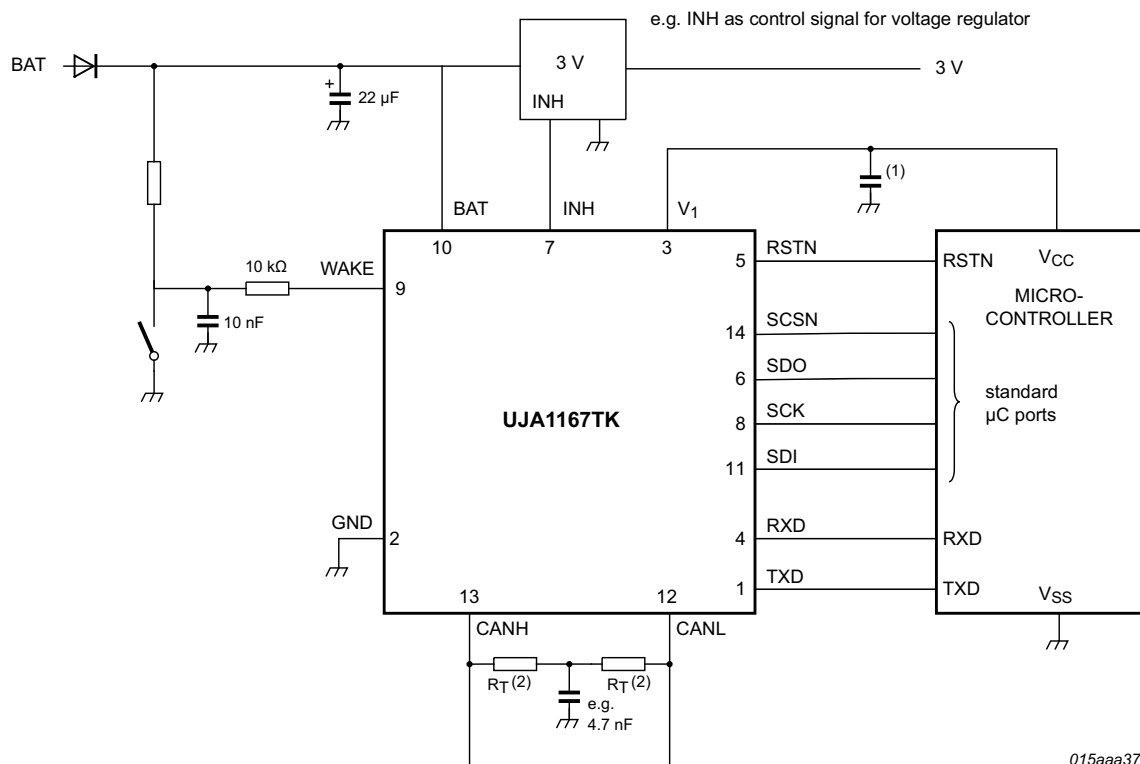 e.g. INH as control signal for voltage regulator
BAT
3 V
3 V
+
22 µF
INH
(1)
BAT
INH
V1
10
7
3
RSTN
5
RSTN
VCC
10 kΩ
WAKE
9
MICRO-
CONTROLLER
10 nF
SCSN
14
SDO
6
standard
µC ports
UJA1167TK
SCK
8
SDI
11
GND
2
RXD
4
RXD
TXD
1
TXD
VSS
13
12
CANH
CANL
RT(2)
RT(2)
e.g.
4.7 nF
015aaa37